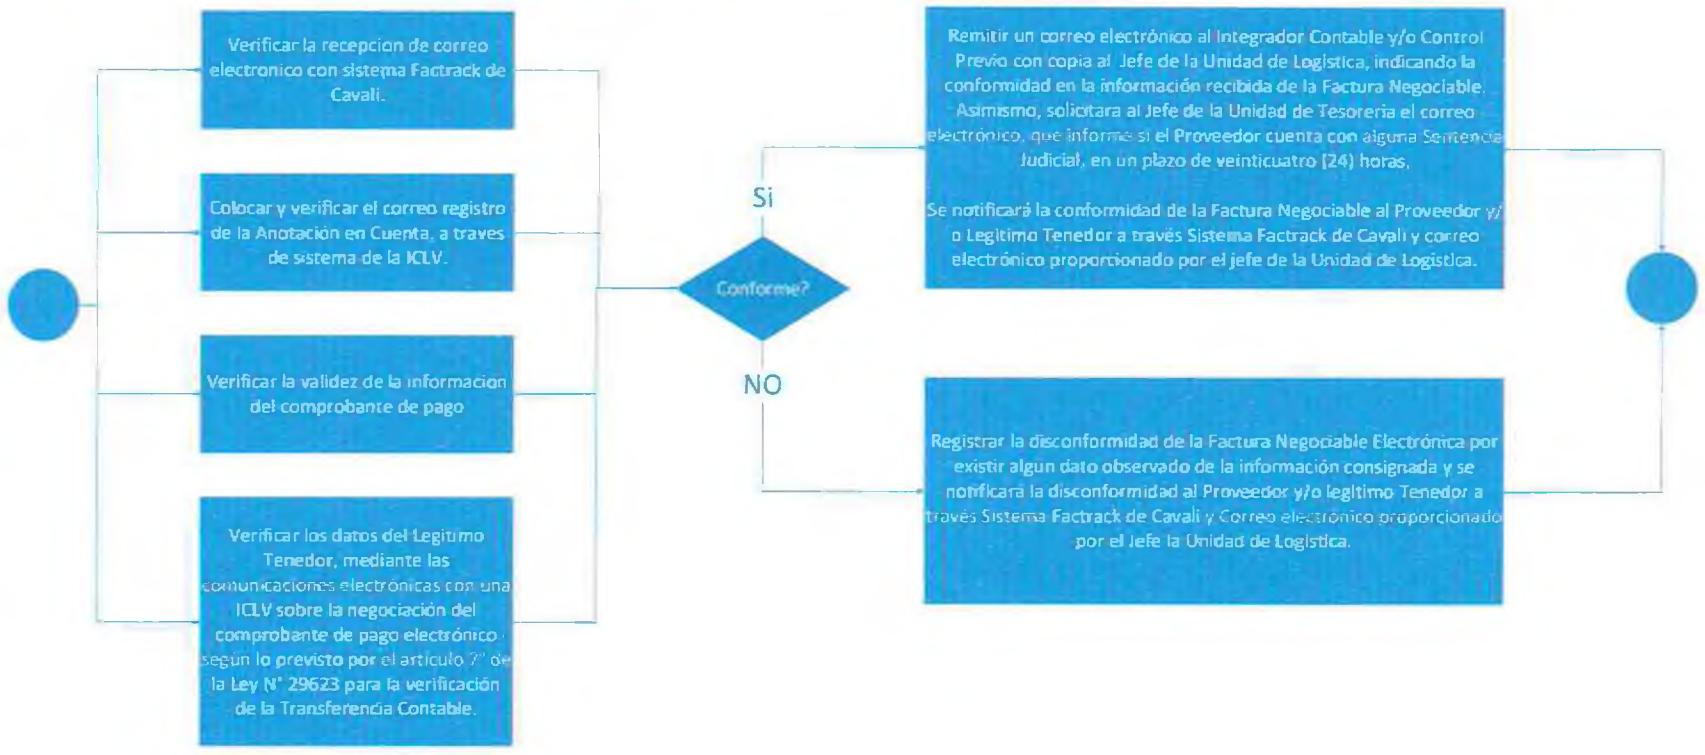 Verificar la recepcion de correo
electronico con sistema Factrack de
Cavali.
Colocar y verificar el correo registro
de la Anotación en Cuenta, a traves
de sistema de la ICLV.
Verificar la validez de la informacion
del comprobante de pago
Verificar los datos del Legitimo
Tenedor, mediante las
comunicaciones electrónicas con una
ICLV sobre la negociación del
comprobante de pago electrónico
según lo previsto por el articulo 7° de
la Ley N° 29623 para la verificación
de la Transferencia Contable.
Conforme?
Si
Remitir un correo electrónico al Integrador Contable y/o Control
Previo con copia al Jefe de la Unidad de Logistica, indicando la
conformidad en la información recibida de la Factura Negociable.
Asimismo, solicitara al Jefe de la Unidad de Tesoreria el correo
electrónico, que informe si el Proveedor cuenta con alguna Sentencia
Judicial, en un plazo de veinticuatro (24) horas.
Se notificará la conformidad de la Factura Negociable al Proveedor y/
o Legitimo Tenedor a través Sistema Factrack de Cavali y correo
electrónico proporcionado por el jefe de la Unidad de Logistica.
NO
Registrar la disconformidad de la Factura Negociable Electrónica por
existir algun dato observado de la información consignada y se
notificará la disconformidad al Proveedor y/o legitimo Tenedor a
través Sistema Factrack de Cavali y Correo electrónico proporcionado
por el Jefe la Unidad de Logistica.